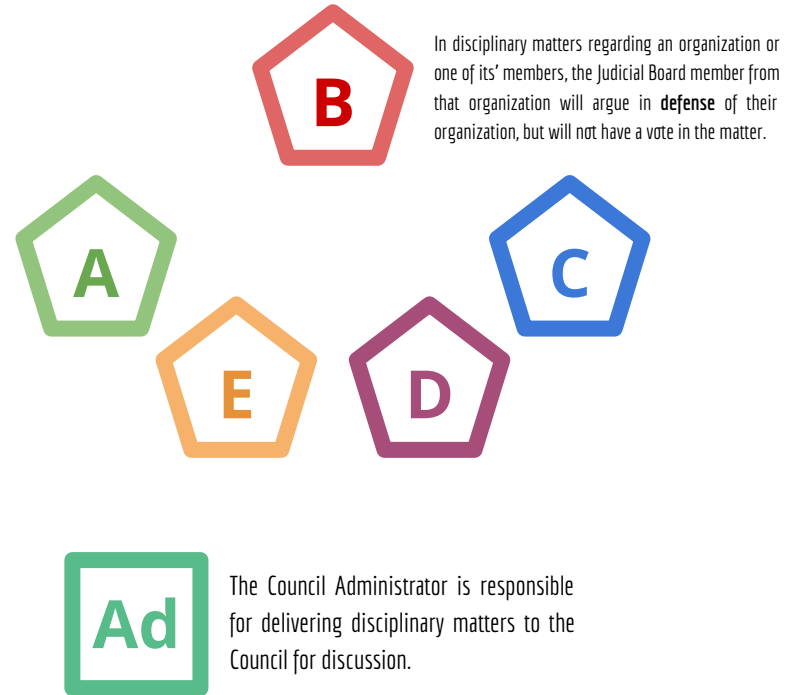 B
In disciplinary matters regarding an organization or
one of its’ members, the Judicial Board member from
that organization will argue in defense of their
organization, but will not have a vote in the matter.
A
C
E
D
Ad
The Council Administrator is responsible
for delivering disciplinary matters to the
Council for discussion.